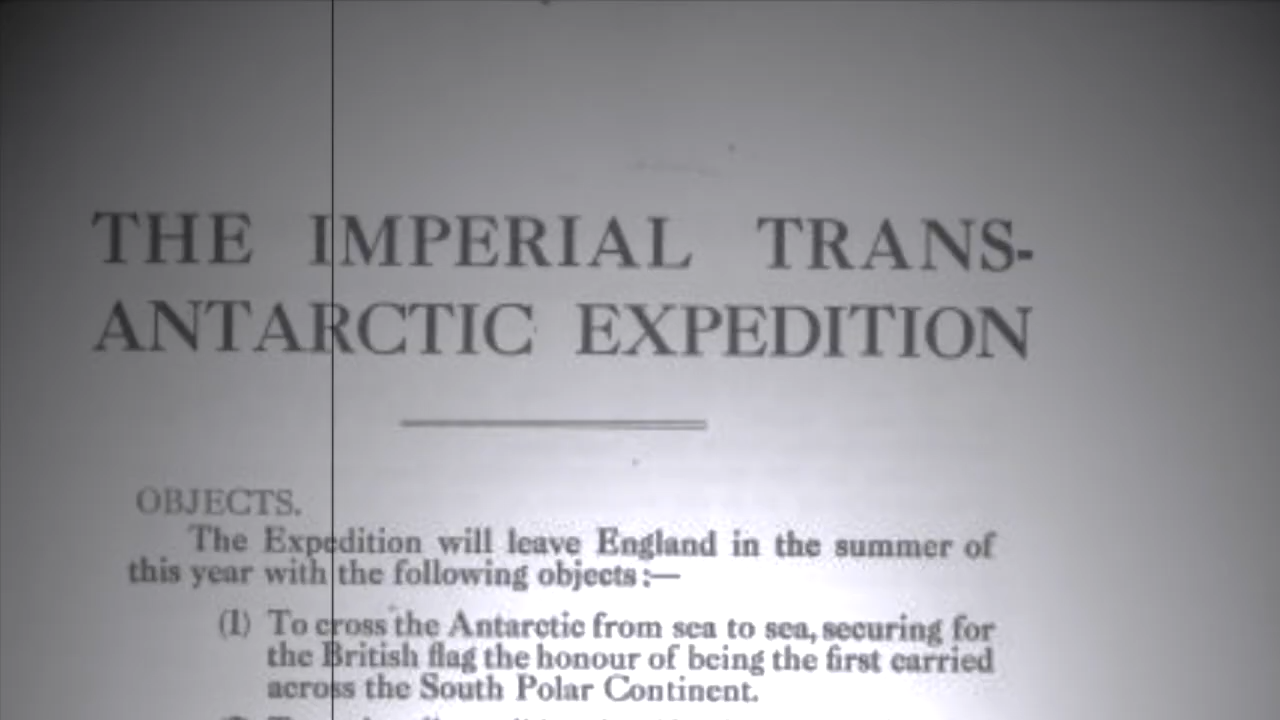 THE IMPERIAL TRANS-
ANTARCTIC EXPEDITION
OBJECTS.
The Expedition will leave England in the summer of
this year with the following objects:—
(1) To cross the Antarctic from sea to sea, securing for
the British flag the honour of being the first carried
across the South Polar Continent.